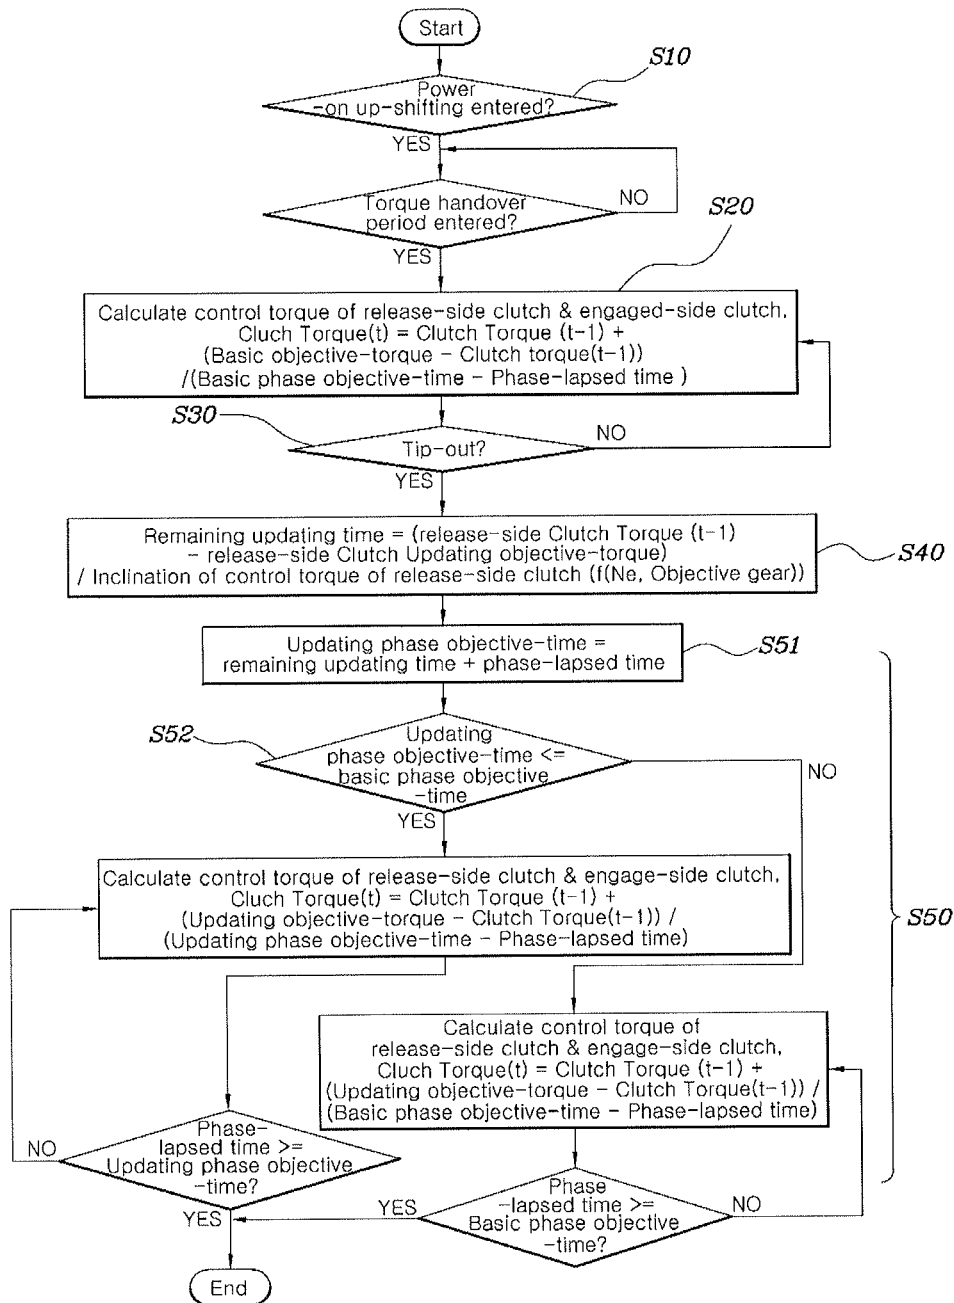 Start
S10
Power
-on up-shifting entered?
YES
Torque handover
period entered?
NO
YES
S20
Calculate control torque of release-side clutch & engaged-side clutch,
Cluch Torque(t) = Clutch Torque (t-1) +
(Basic objective-torque - Clutch torque(t-1))
/(Basic phase objective-time - Phase-lapsed time )
S30
Tip-out?
NO
YES
Remaining updating time = (release-side Clutch Torque (t-1)
- release-side Clutch Updating objective-torque)
/ Inclination of control torque of release-side clutch (f(Ne, Objective gear))
S40
Updating phase objective-time =
remaining updating time + phase-lapsed time
S51
S52
Updating
phase objective-time <=
basic phase objective
-time
NO
YES
Calculate control torque of release-side clutch & engage-side clutch,
Cluch Torque(t) = Clutch Torque (t-1) +
(Updating objective-torque - Clutch Torque(t-1)) /
(Updating phase objective-time - Phase-lapsed time)
S50
Calculate control torque of
release-side clutch & engage-side clutch,
Cluch Torque(t) = Clutch Torque (t-1) +
(Updating objective-torque - Clutch Torque(t-1)) /
(Basic phase objective-time - Phase-lapsed time)
NO
Phase-
lapsed time >=
Updating phase objective
-time?
YES
YES
Phase
-lapsed time >=
Basic phase objective
-time?
NO
End